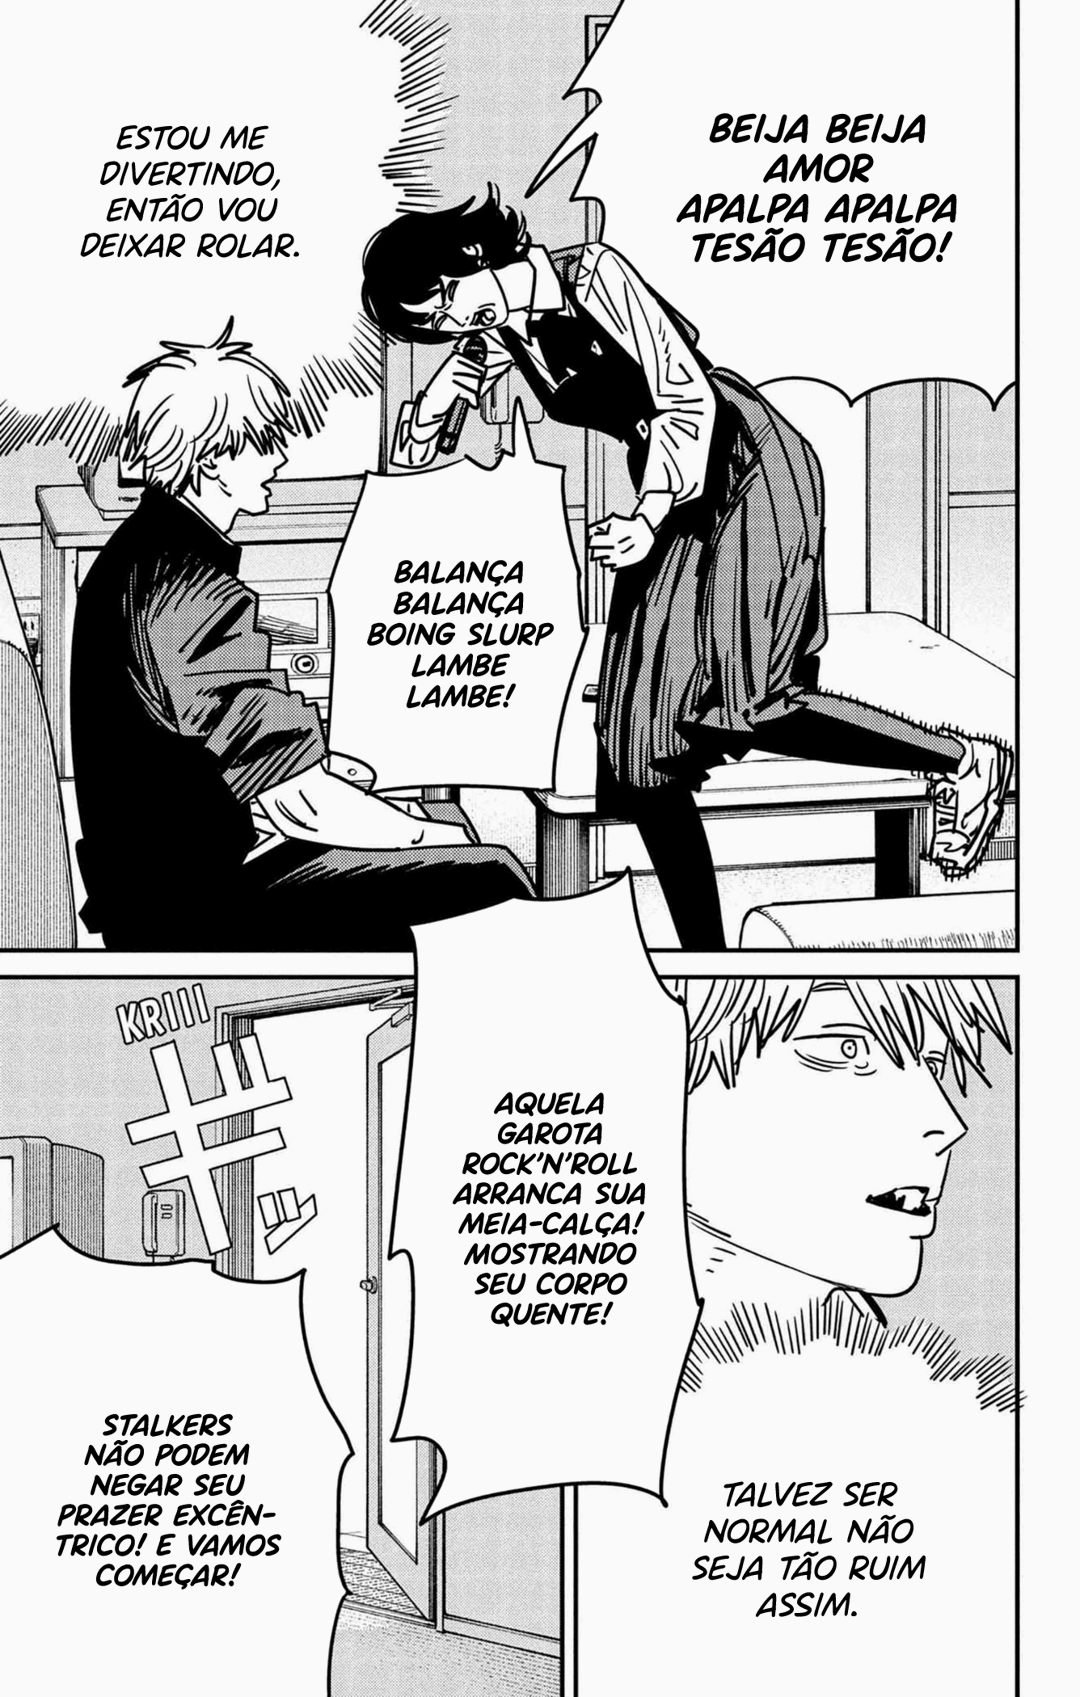 BEIJA BEIJA
AMOR
APALPA APALPA
TESÃO TESÃO!
ESTOU ME
DIVERTINDO,
ENTÃO VOU
DEIXAR ROLAR.
BALANÇA
BALANÇA
BOING SLURP
LAMBE
LAMBE!
AQUELA
GAROTA
ROCK'N'ROLL
ARRANCA SUA
MEIA-CALÇA!
MOSTRANDO
SEU CORPO
QUENTE!
TALVEZ SER
NORMAL NÃO
SEJA TÃO RUIM
ASSIM.
KRIII
ギッ
STALKERS
NÃO PODEM
NEGAR SEU
PRAZER EXCÊN-
TRICO! E VAMOS
COMEÇAR!